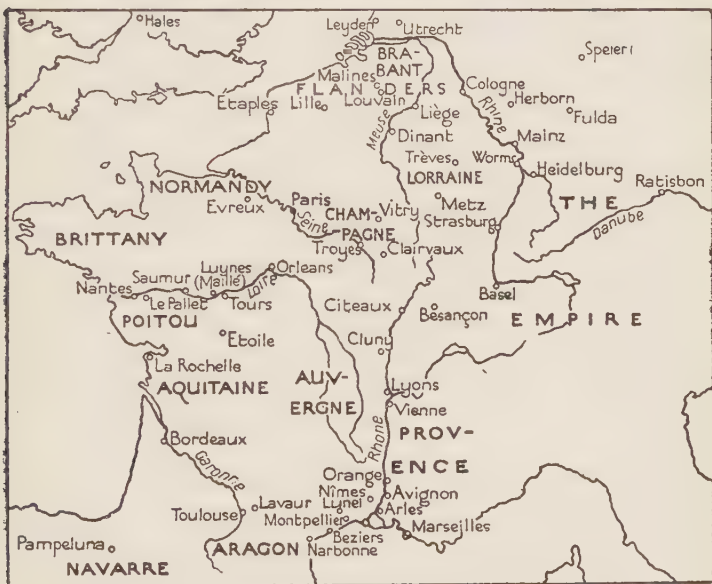 Hales
Leyden
Utrecht
BRA-
BANT
Speierl
Malines
FLANDERS
Louvain
Cologne
Etaples
Lille
Liège
Rhine
Herborn
Fulda
Meuse
Dinant
Mainz
Trèves
Worms
LORRAINE
Heidelburg
NORMANDY
Evreux
Paris
Seine
CHAM-
PAGNE
Vitry
Metz
THE
Ratisbon
Strasburg
Danube
BRITTANY
Troyes
Clairvaux
Saumur
Luynes
(Maillé)
Loire
Orleans
Nantes
Le Pallet
Tours
Basel
POITOU
Citeaux
Besançon
EMPIRE
Etoile
Cluny
La Rochelle
AQUITAINE
AUV-
ERGNE
Lyons
Vienne
Bordeaux
Rhone
PROV-
ENCE
Garonne
Orange
Nîmes
Avignon
Toulouse
Lavaur
Lunel
Arles
Montpellier
Marseilles
Pampeluna
ARAGON
Beziers
Narbonne
NAVARRE